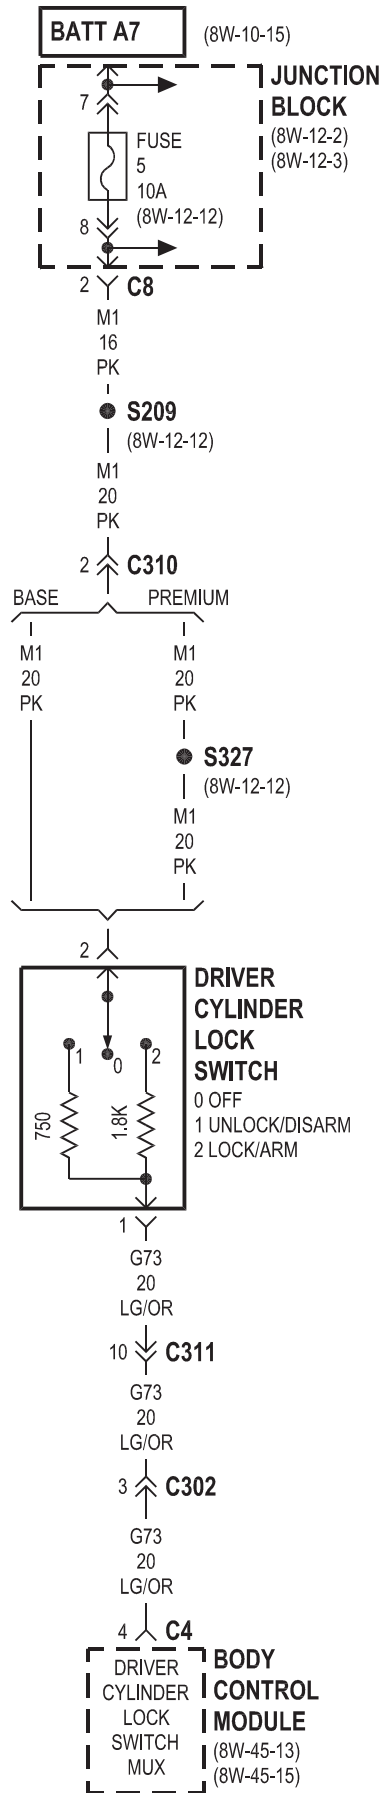 BATT A7
(8W-10-15)
JUNCTION
BLOCK
(8W-12-2)
(8W-12-3)
7
FUSE
5
10A
(8W-12-12)
8
2
C8
M1
16
PK
S209
(8W-12-12)
M1
20
PK
2
C310
BASE
PREMIUM
M1
20
PK
M1
20
PK
S327
(8W-12-12)
M1
20
PK
2
DRIVER
CYLINDER
LOCK
SWITCH
0 OFF
1 UNLOCK/DISARM
2 LOCK/ARM
1
0
2
750
1.8K
1
G73
20
LG/OR
10
C311
G73
20
LG/OR
3
C302
G73
20
LG/OR
4
C4
DRIVER
CYLINDER
LOCK
SWITCH
MUX
BODY
CONTROL
MODULE
(8W-45-13)
(8W-45-15)